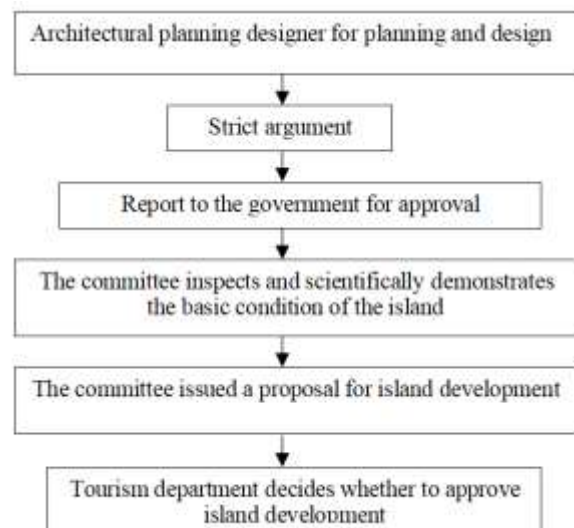 Architectural planning designer for planning and design
Strict argument
Report to the government for approval
The committee inspects and scientifically demonstrates
the basic condition of the island
The committee issued a proposal for island development
Tourism department decides whether to approve
island development